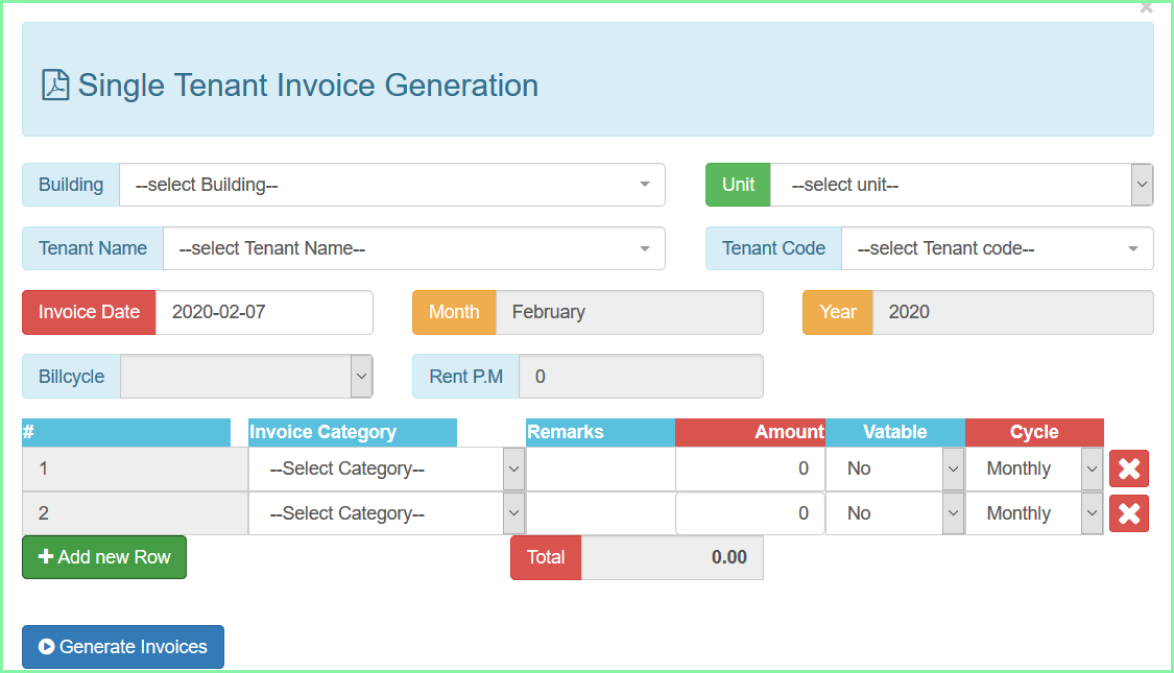 Single Tenant Invoice Generation
Building --select Building-- Unit --select unit--
Tenant Name --select Tenant Name-- Tenant Code --select Tenant code--
Invoice Date 2020-02-07 Month February Year 2020
Billcycle Rent P.M 0
# Invoice Category Remarks Amount Vatable Cycle
1 --Select Category-- 0 No Monthly
2 --Select Category-- 0 No Monthly
Add new Row Total 0.00
Generate Invoices